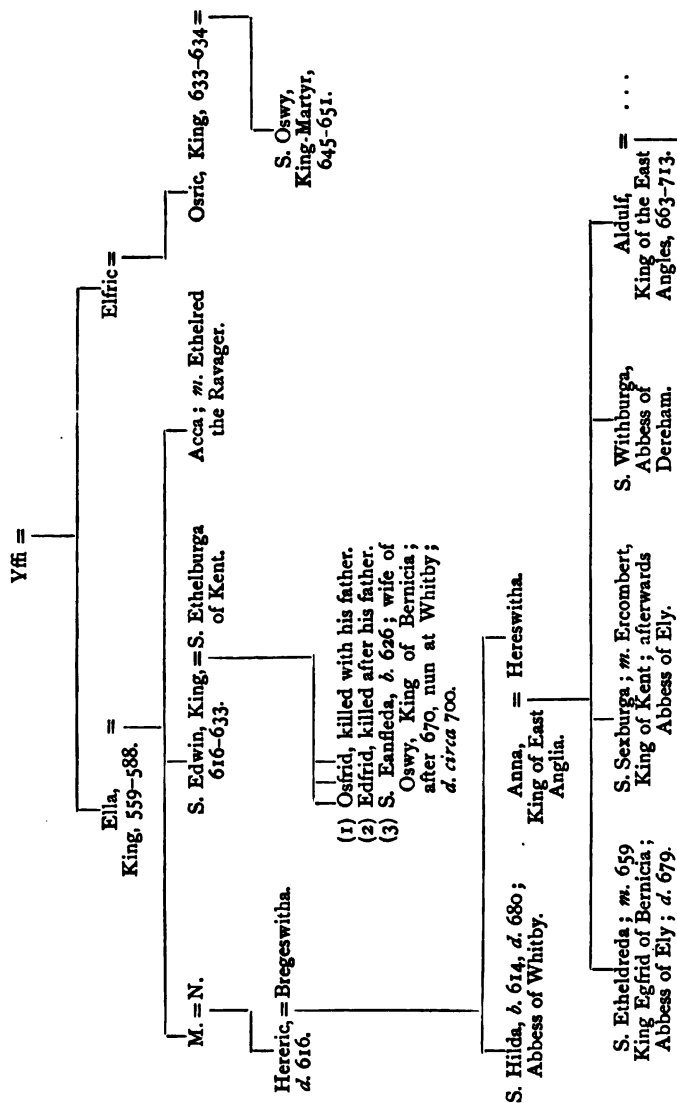 Yffi =
Ella,
King, 559–588.
=
Elfric =
M. = N.
S. Edwin, King, = S. Ethelburga
616–633. of Kent.
Acca; m. Ethelred
the Ravager.
Osric, King, 633–634 =
Hereric, = Bregeswitha.
d. 616.
(1) Osfrid, killed with his father.
(2) Edfrid, killed after his father.
(3) S. Eanfleda, b. 626; wife of
Oswy, King of Bernicia;
after 670, nun at Whitby;
d. circa 700.
S. Oswy,
King-Martyr,
645–651.
S. Hilda, b. 614, d. 680;
Abbess of Whitby.
Anna, = Hereswitha.
King of East
Anglia.
S. Etheldreda; m. 659
King Egfrid of Bernicia;
Abbess of Ely; d. 679.
S. Sexburga; m. Ercombert,
King of Kent; afterwards
Abbess of Ely.
S. Withburga,
Abbess of
Dereham.
Aldulf, = ...
King of the East
Angles, 663–713.